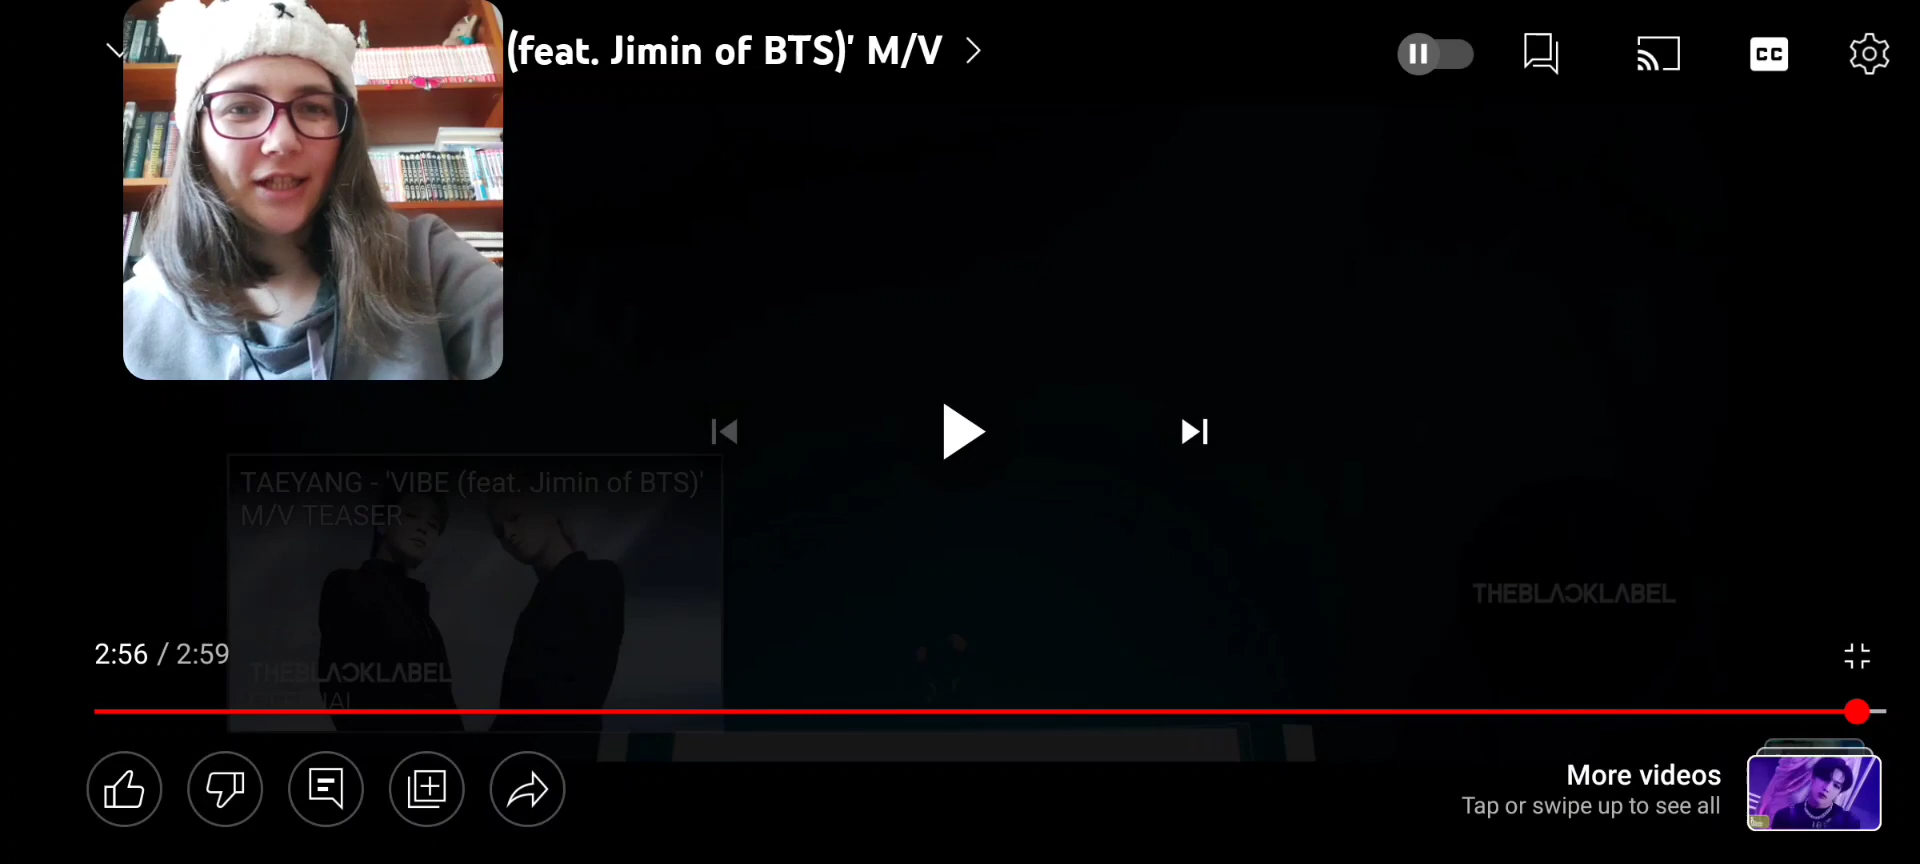 (feat. Jimin of BTS)' M/V
CC
TAEYANG - 'VIBE (feat. Jimin of BTS)'
M/V TEASER
THEBLACKLABEL
2:56 / 2:59
THEBLACKLABEL
More videos
Tap or swipe up to see all